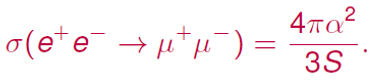 σ(e⁺e⁻ → μ⁺μ⁻) = 4πα² / 3S.